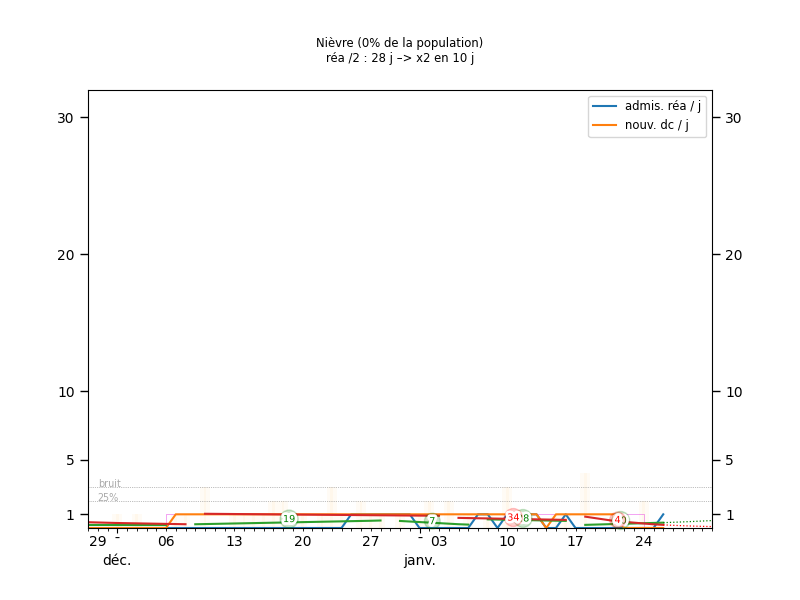 Nièvre (0% de la population)
réa /2 : 28 j –> x2 en 10 j
admis. réa / j
nouv. dc / j
30 30
20 20
10 10
5 5
bruit
25%
1 1
19 7 34 8 4
29 - 06 13 20 27 - 03 10 17 24
déc. janv.